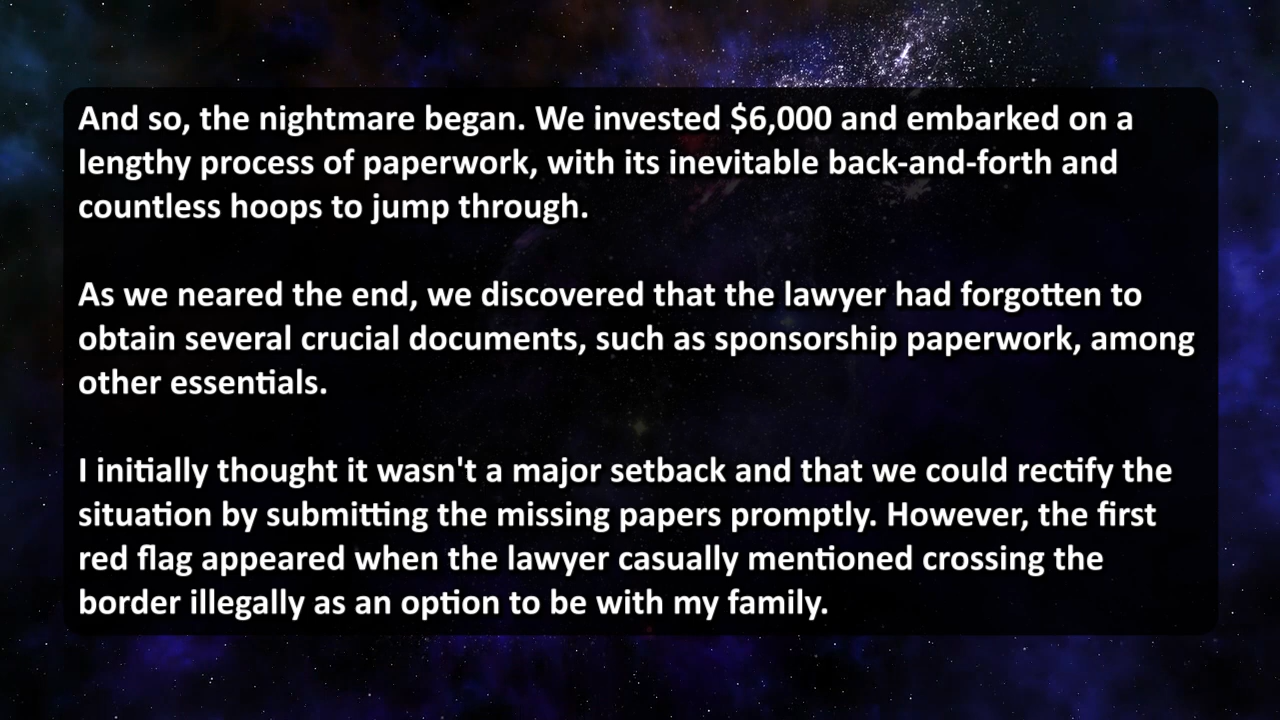 And so, the nightmare began. We invested $6,000 and embarked on a
lengthy process of paperwork, with its inevitable back-and-forth and
countless hoops to jump through.
As we neared the end, we discovered that the lawyer had forgotten to
obtain several crucial documents, such as sponsorship paperwork, among
other essentials.
I initially thought it wasn't a major setback and that we could rectify the
situation by submitting the missing papers promptly. However, the first
red flag appeared when the lawyer casually mentioned crossing the
border illegally as an option to be with my family.